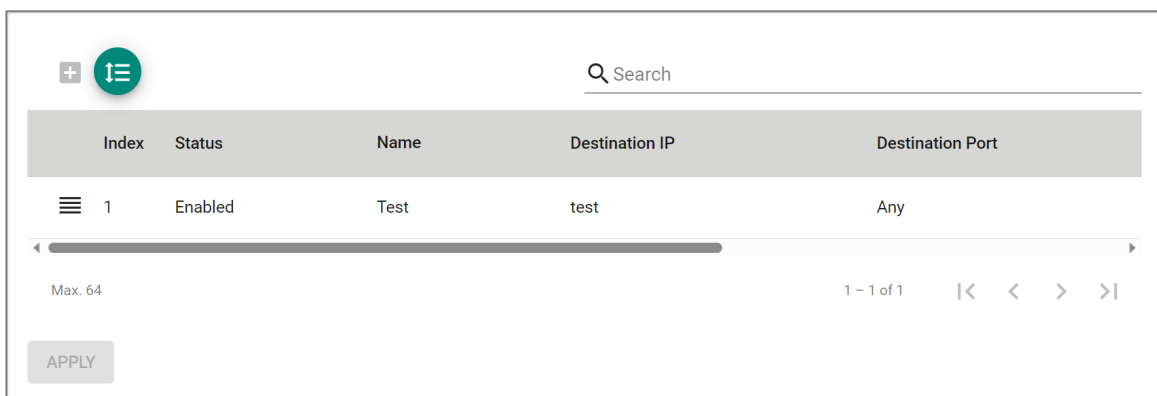 Search
Index Status Name Destination IP Destination Port
1 Enabled Test test Any
Max. 64 1 – 1 of 1
APPLY